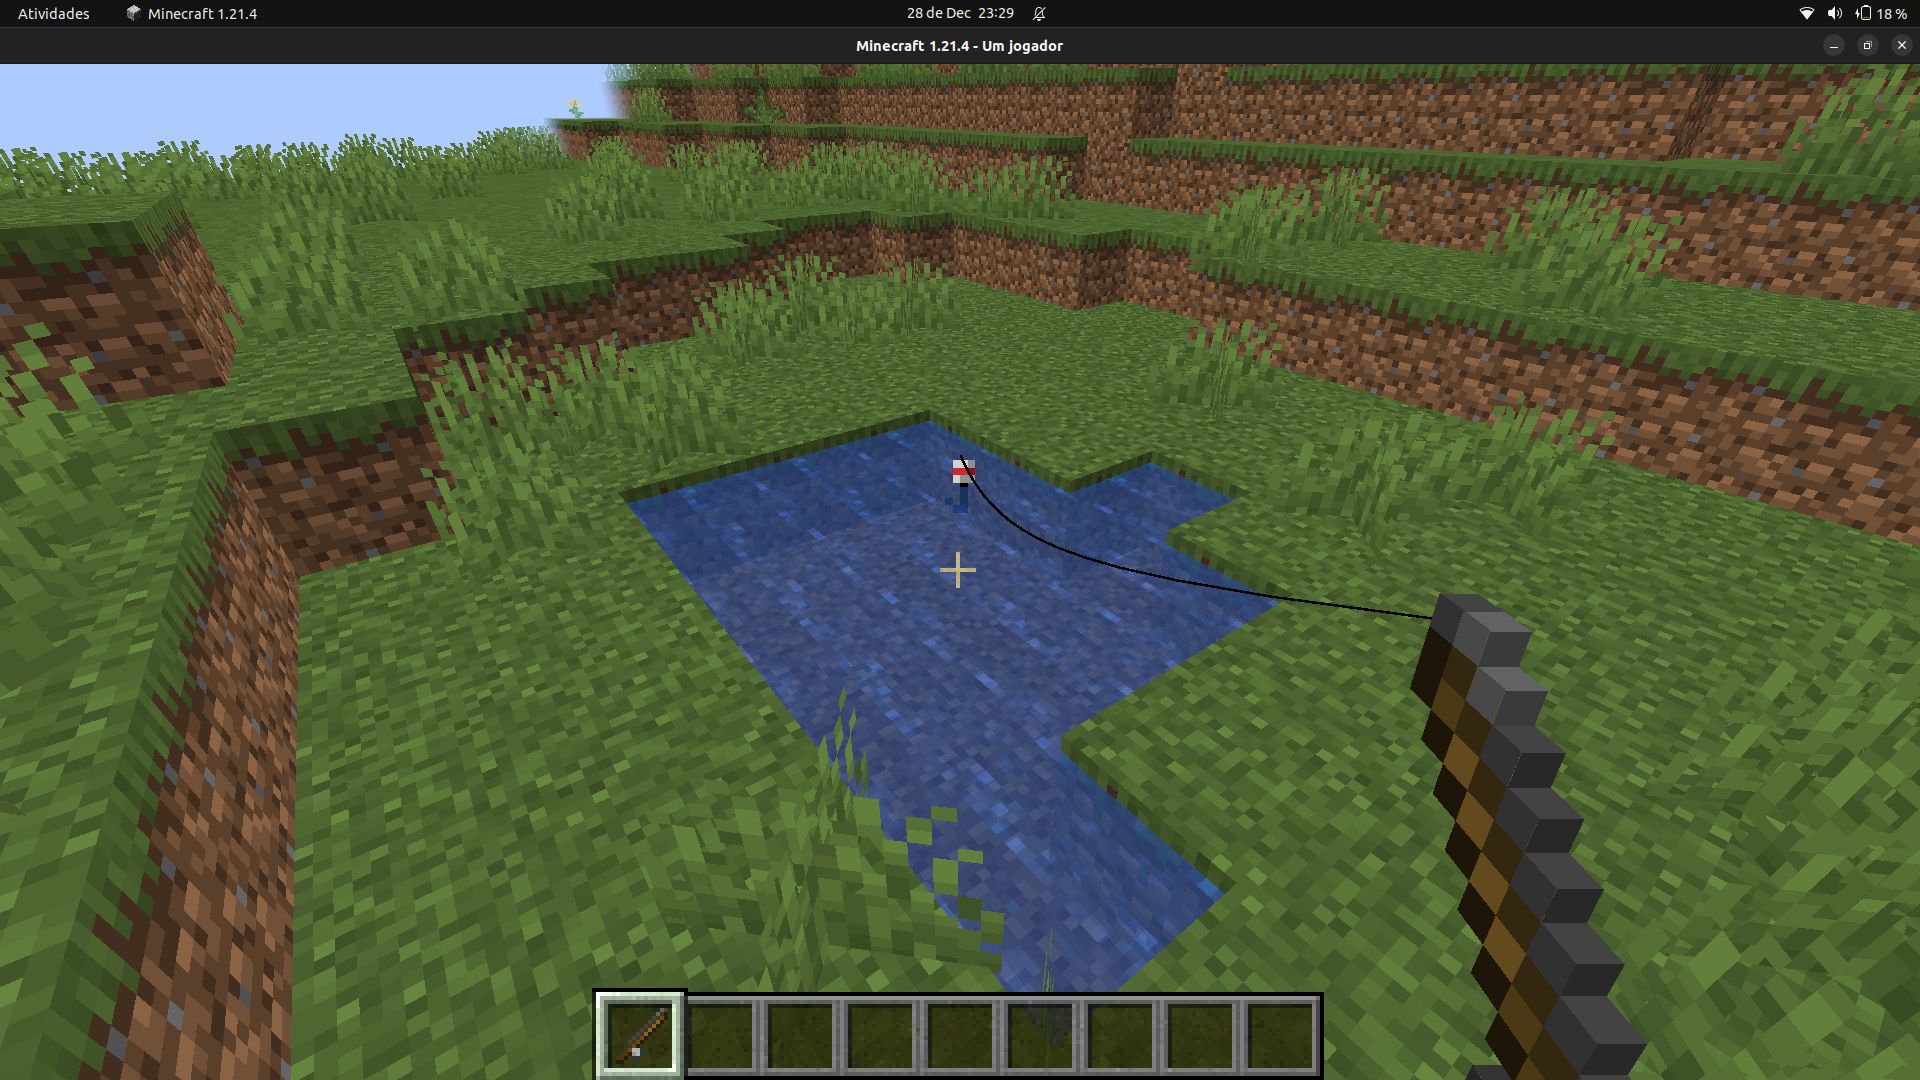 Atividades
Minecraft 1.21.4
28 de Dec 23:29
18 %
Minecraft 1.21.4 - Um jogador